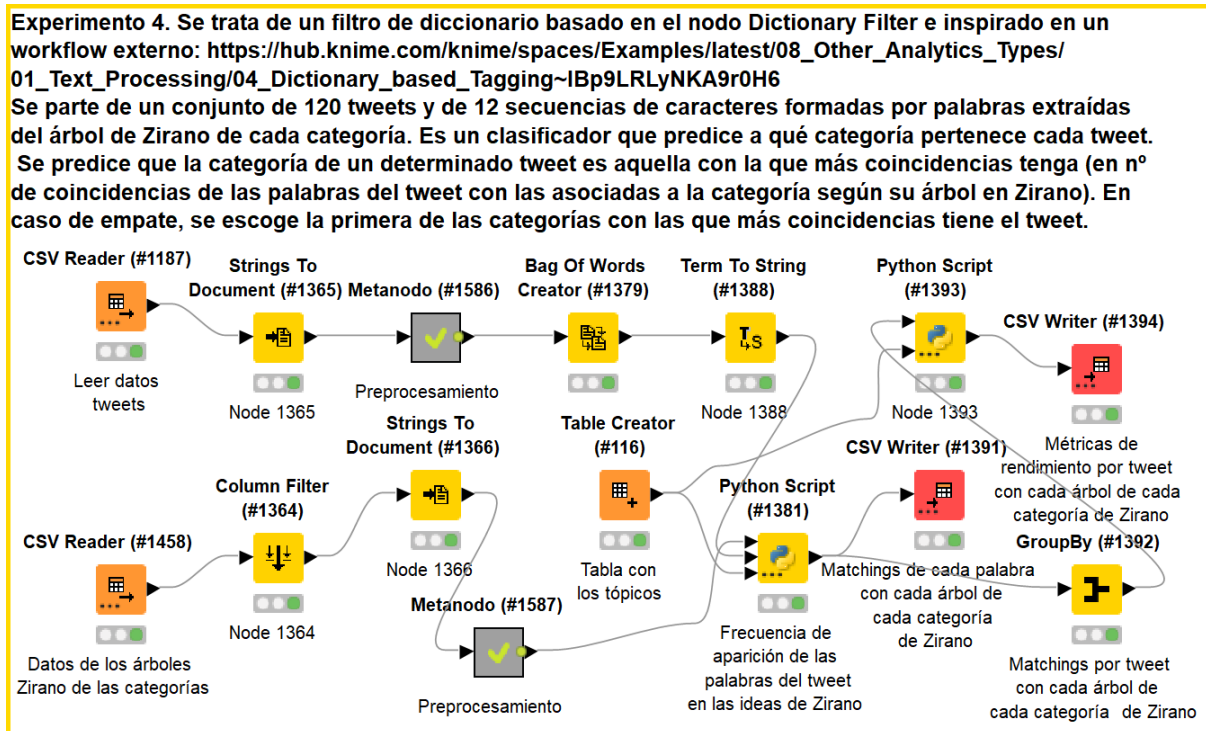 Experimento 4. Se trata de un filtro de diccionario basado en el nodo Dictionary Filter e inspirado en un
workflow externo: https://hub.knime.com/knime/spaces/Examples/latest/08_Other_Analytics_Types/
01_Text_Processing/04_Dictionary_based_Tagging~IBp9LRLyNKA9r0H6
Se parte de un conjunto de 120 tweets y de 12 secuencias de caracteres formadas por palabras extraídas
del árbol de Zirano de cada categoría. Es un clasificador que predice a qué categoría pertenece cada tweet.
Se predice que la categoría de un determinado tweet es aquella con la que más coincidencias tenga (en nº
de coincidencias de las palabras del tweet con las asociadas a la categoría según su árbol en Zirano). En
caso de empate, se escoge la primera de las categorías con las que más coincidencias tiene el tweet.
CSV Reader (#1187)
Leer datos
tweets
Strings To
Document (#1365)
Node 1365
Metanodo (#1586)
Preprocesamiento
Bag Of Words
Creator (#1379)
Term To String
(#1388)
T
S
Node 1388
Python Script
(#1393)
Node 1393
CSV Writer (#1394)
Métricas de
rendimiento por tweet
con cada árbol de cada
categoría de Zirano
CSV Reader (#1458)
Datos de los árboles
Zirano de las categorías
Column Filter
(#1364)
Node 1364
Strings To
Document (#1366)
Node 1366
Metanodo (#1587)
Preprocesamiento
Table Creator
(#116)
Tabla con
los tópicos
Python Script
(#1381)
Frecuencia de
aparición de las
palabras del tweet
en las ideas de Zirano
CSV Writer (#1391)
Matchings de cada palabra
con cada árbol de
cada categoría
de Zirano
GroupBy (#1392)
Matchings por tweet
con cada árbol de
cada categoría de Zirano